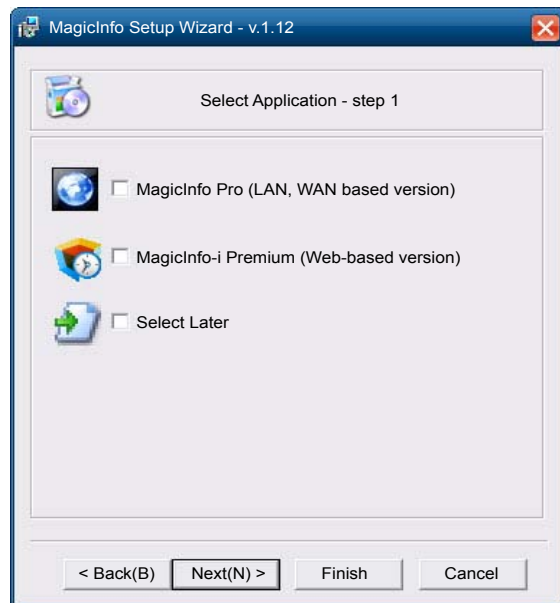 MagicInfo Setup Wizard - v.1.12
Select Application - step 1
MagicInfo Pro (LAN, WAN based version)
MagicInfo-i Premium (Web-based version)
Select Later
< Back(B) Next(N) > Finish Cancel